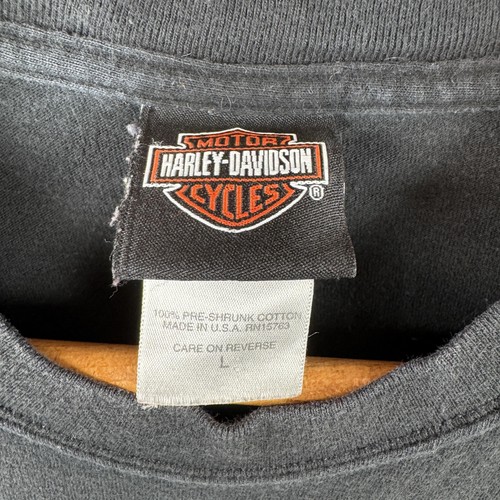 MOTOR
HARLEY-DAVIDSON
CYCLES
®
100% PRE-SHRUNK COTTON
MADE IN U.S.A. RN15763
CARE ON REVERSE
L